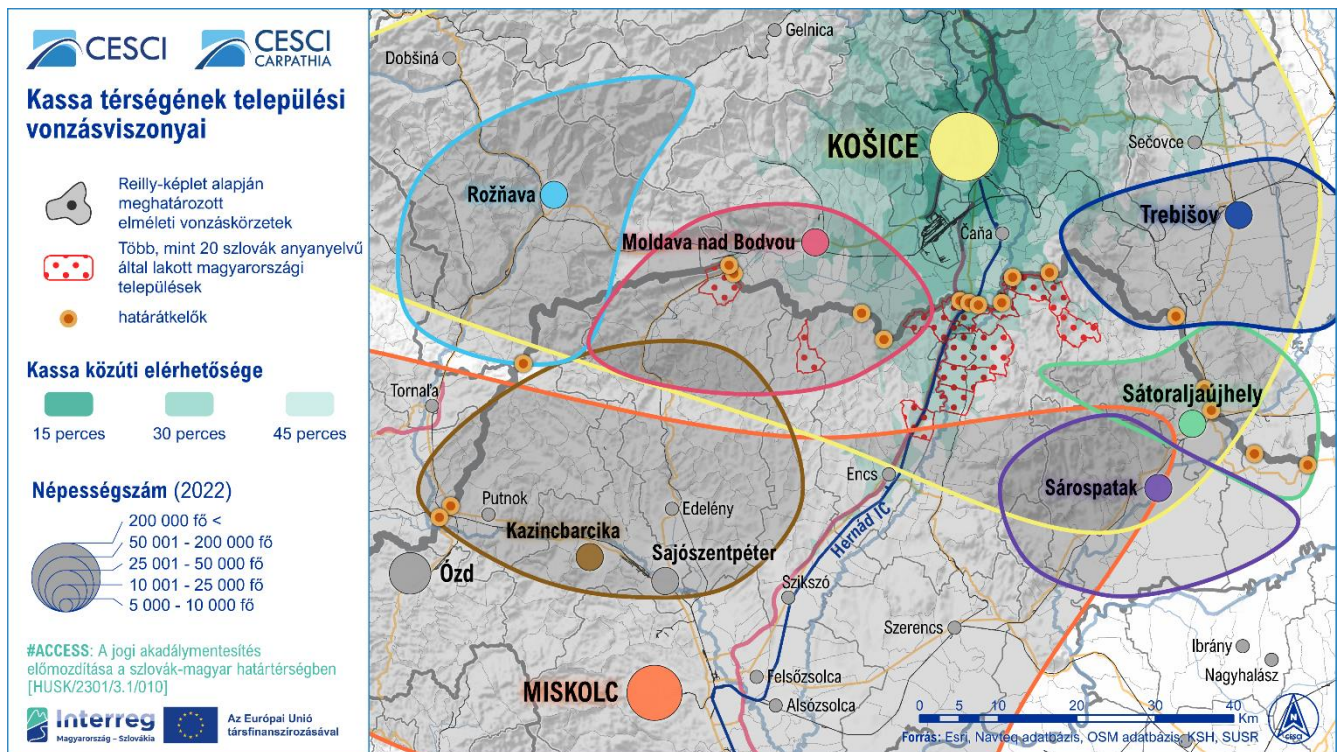 CESCI
CESCI
CARPATHIA
Kassa térségének települési
vonzásviszonyai
Reilly-képlet alapján
meghatározott
elméleti vonzáskörzetek
Több, mint 20 szlovák anyanyelvű
által lakott magyarországi
települések
határátkelők
Kassa közúti elérhetősége
15 perces
30 perces
45 perces
Népességszám (2022)
200 000 fő <
50 001 - 200 000 fő
25 001 - 50 000 fő
10 001 - 25 000 fő
5 000 - 10 000 fő
#ACCESS: A jogi akadálymentesítés
előmozdítása a szlovák-magyar határtérségben
[HUSK/2301/3.1/010]
Interreg
Magyarország – Szlovákia
Az Európai Unió
társfinanszírozásával
Gelnica
Dobšiná
KOŠICE
Sečovce
Rožňava
Trebišov
Moldava nad Bodvou
Čaňa
Tornaľa
Sátoraljaújhely
Encs
Sárospatak
Putnok
Edelény
Hernád IC
Kazincbarcika
Sajószentpéter
Ózd
Szikszó
Szerencs
Ibrány
Nagyhalász
MISKOLC
Felsőzsolca
Alsózsolca
0 5 10 20 30 40
Km
Forrás: Esri, Navteq adatbázis, OSM adatbázis, KSH, SUSR
N
CESCI